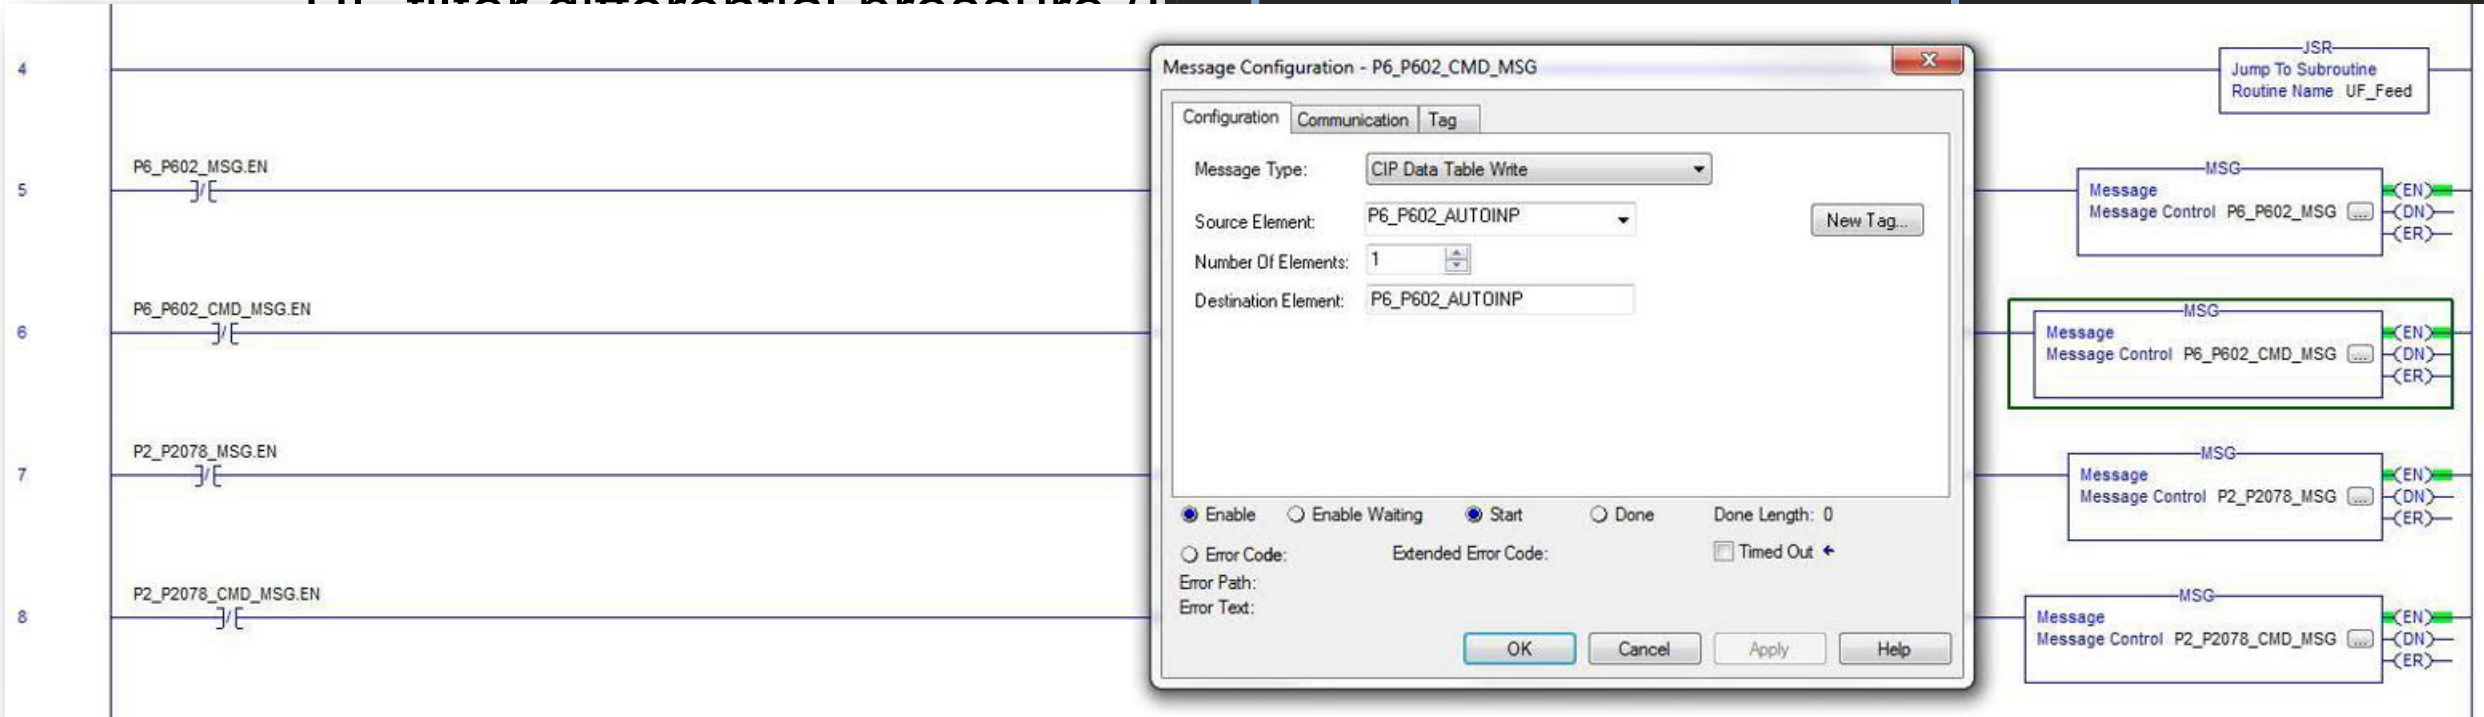 UF filter differential pressure
4
JSR
Jump To Subroutine
Routine Name UF_Feed
P6_P602_MSG.EN
5
MSG
Message
Message Control P6_P602_MSG ...
(EN)
(DN)
(ER)
P6_P602_CMD_MSG.EN
6
MSG
Message
Message Control P6_P602_CMD_MSG ...
(EN)
(DN)
(ER)
P2_P2078_MSG.EN
7
MSG
Message
Message Control P2_P2078_MSG ...
(EN)
(DN)
(ER)
P2_P2078_CMD_MSG.EN
8
MSG
Message
Message Control P2_P2078_CMD_MSG ...
(EN)
(DN)
(ER)
Message Configuration - P6_P602_CMD_MSG
Configuration Communication Tag
Message Type: CIP Data Table Write
Source Element: P6_P602_AUTOINP New Tag...
Number Of Elements: 1
Destination Element: P6_P602_AUTOINP
Enable Enable Waiting Start Done Done Length: 0
Error Code: Extended Error Code: Timed Out
Error Path:
Error Text:
OK Cancel Apply Help